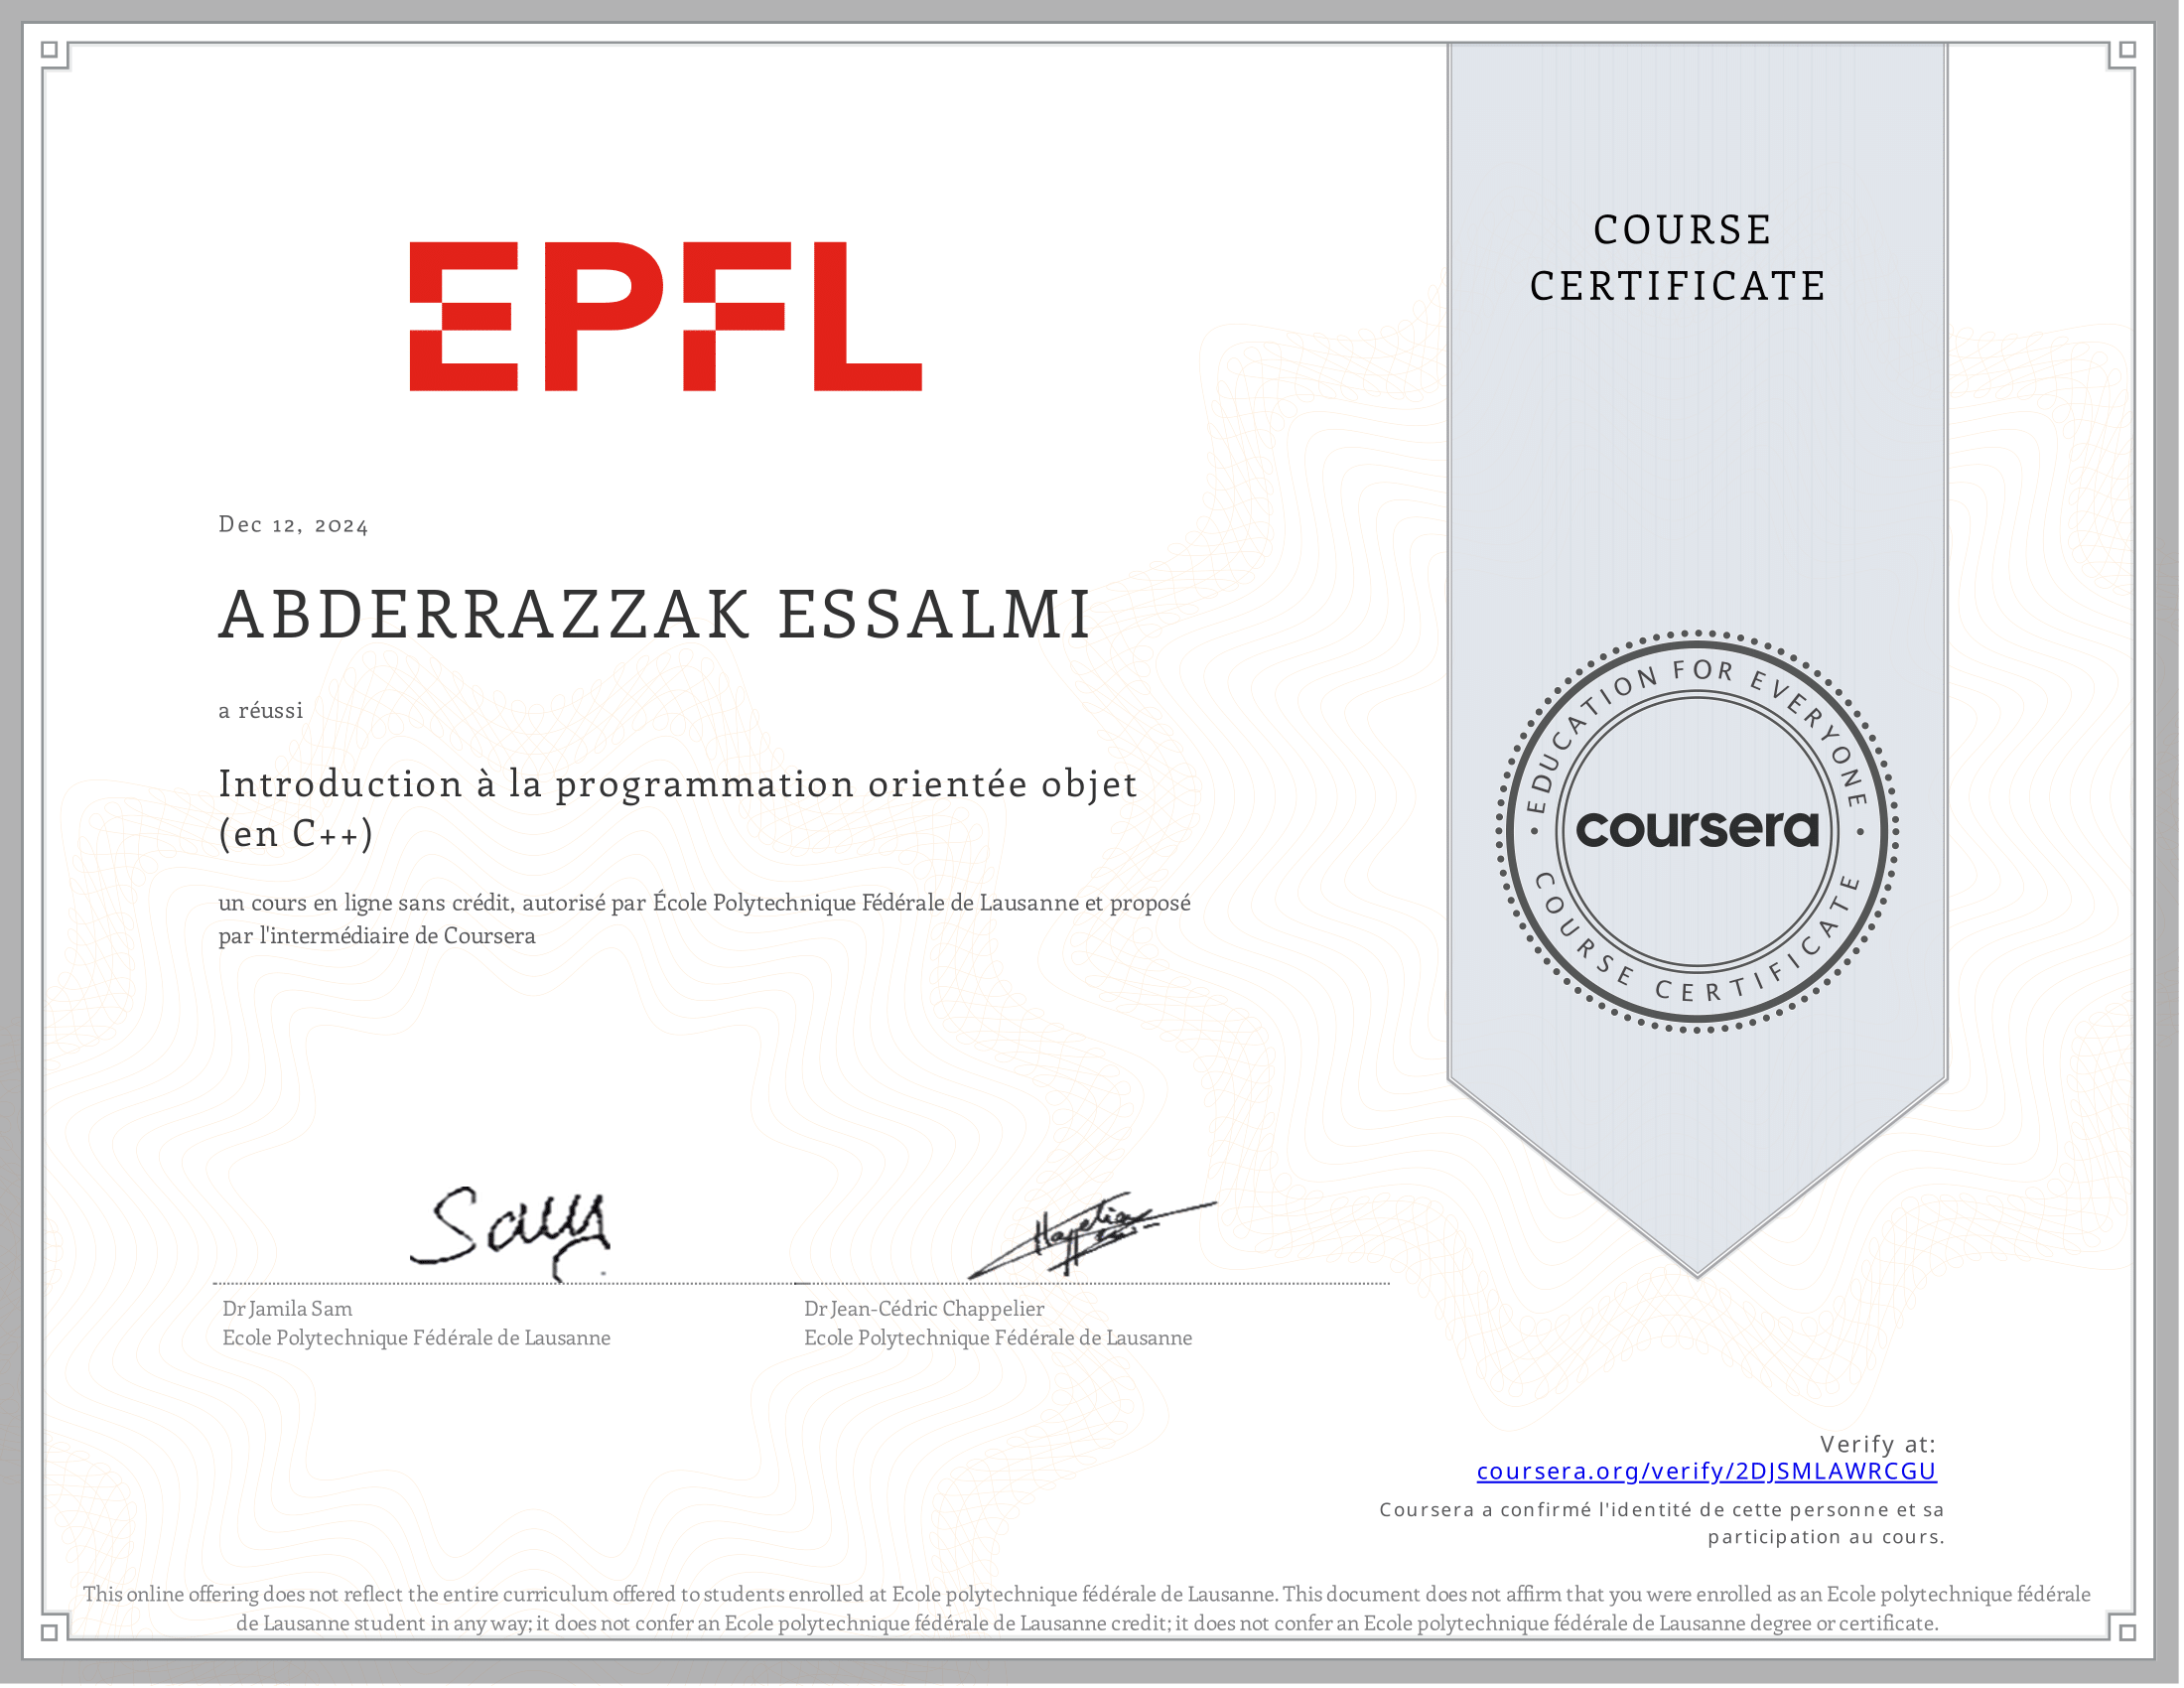 EPFL
COURSE
CERTIFICATE
Dec 12, 2024
ABDERRAZZAK ESSALMI
a réussi
Introduction à la programmation orientée objet
(en C++)
un cours en ligne sans crédit, autorisé par École Polytechnique Fédérale de Lausanne et proposé
par l'intermédiaire de Coursera
EDUCATION FOR EVERYONE
coursera
COURSE CERTIFICATE
Sam
Dr Jamila Sam
Ecole Polytechnique Fédérale de Lausanne
Dr Jean-Cédric Chappelier
Ecole Polytechnique Fédérale de Lausanne
Verify at:
coursera.org/verify/2DJSMLAWRCGU
Coursera a confirmé l'identité de cette personne et sa
participation au cours.
This online offering does not reflect the entire curriculum offered to students enrolled at Ecole polytechnique fédérale de Lausanne. This document does not affirm that you were enrolled as an Ecole polytechnique fédérale
de Lausanne student in any way; it does not confer an Ecole polytechnique fédérale de Lausanne credit; it does not confer an Ecole polytechnique fédérale de Lausanne degree or certificate.